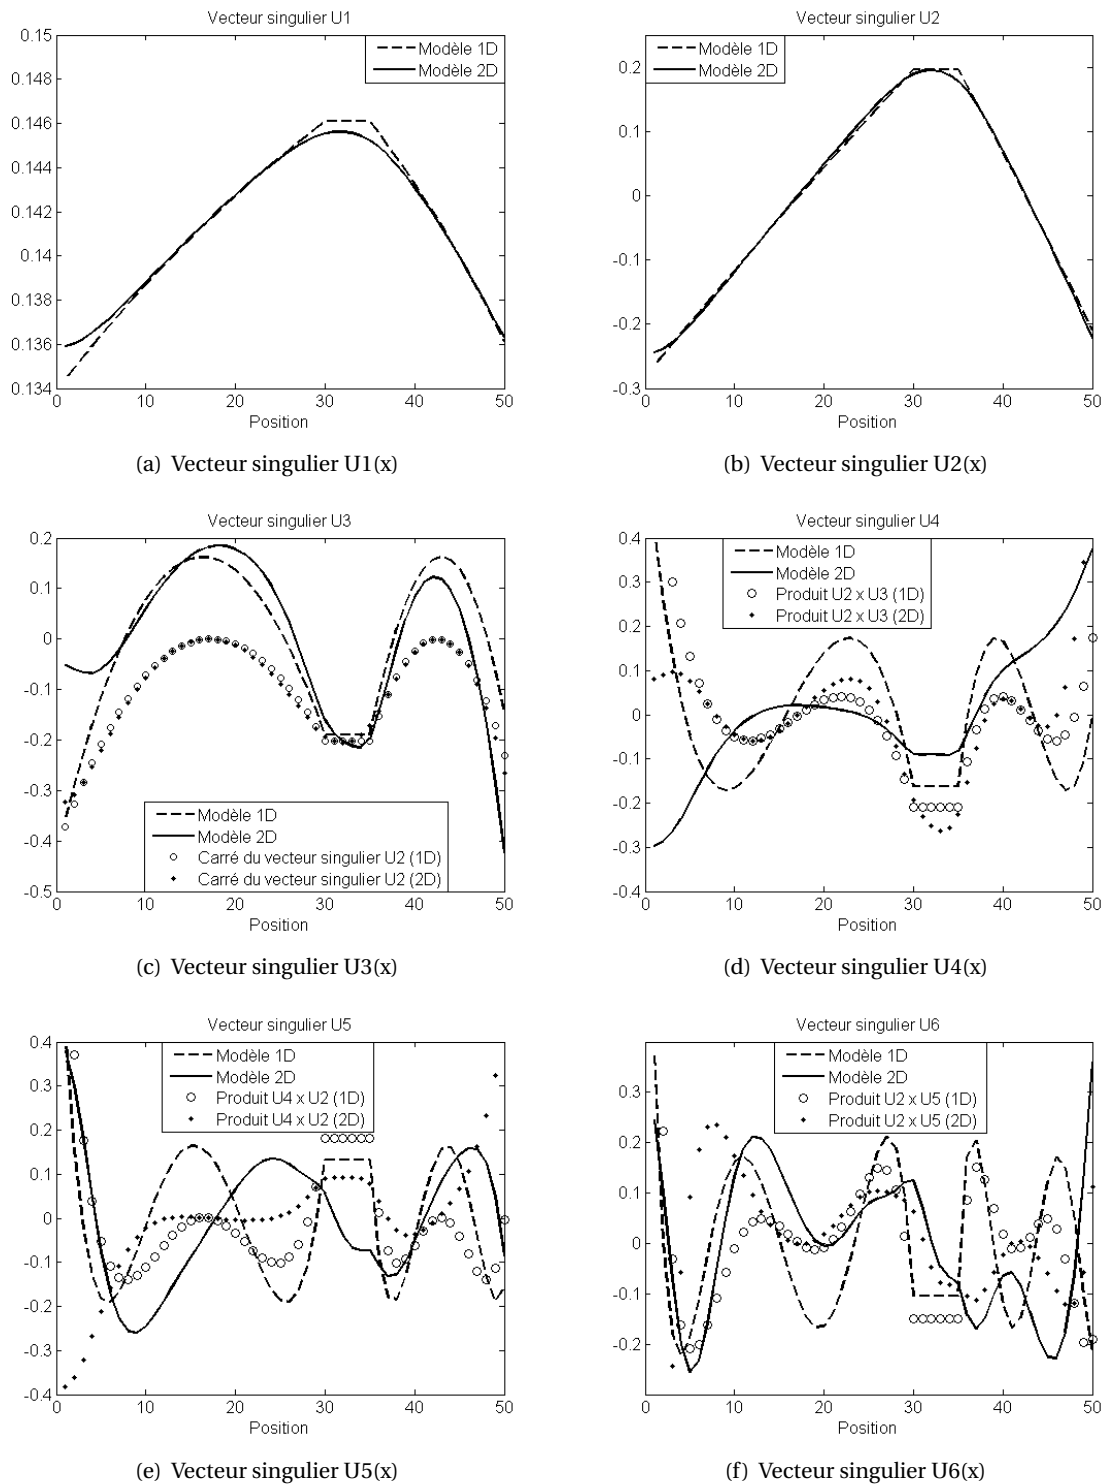 Vecteur singulier U1
0.15
0.148
0.146
0.144
0.142
0.14
0.138
0.136
0.134
0 10 20 30 40 50
Position
Modèle 1D
Modèle 2D
(a) Vecteur singulier U1(x)
Vecteur singulier U2
0.2
0.1
0
-0.1
-0.2
-0.3
0 10 20 30 40 50
Position
Modèle 1D
Modèle 2D
(b) Vecteur singulier U2(x)
Vecteur singulier U3
0.2
0.1
0
-0.1
-0.2
-0.3
-0.4
-0.5
0 10 20 30 40 50
Position
Modèle 1D
Modèle 2D
Carré du vecteur singulier U2 (1D)
Carré du vecteur singulier U2 (2D)
(c) Vecteur singulier U3(x)
Vecteur singulier U4
0.4
0.3
0.2
0.1
0
-0.1
-0.2
-0.3
-0.4
0 10 20 30 40 50
Position
Modèle 1D
Modèle 2D
Produit U2 x U3 (1D)
Produit U2 x U3 (2D)
(d) Vecteur singulier U4(x)
Vecteur singulier U5
0.4
0.3
0.2
0.1
0
-0.1
-0.2
-0.3
-0.4
0 10 20 30 40 50
Position
Modèle 1D
Modèle 2D
Produit U4 x U2 (1D)
Produit U4 x U2 (2D)
(e) Vecteur singulier U5(x)
Vecteur singulier U6
0.3
0.2
0.1
0
-0.1
-0.2
0 10 20 30 40 50
Position
Modèle 1D
Modèle 2D
Produit U2 x U5 (1D)
Produit U2 x U5 (2D)
(f) Vecteur singulier U6(x)